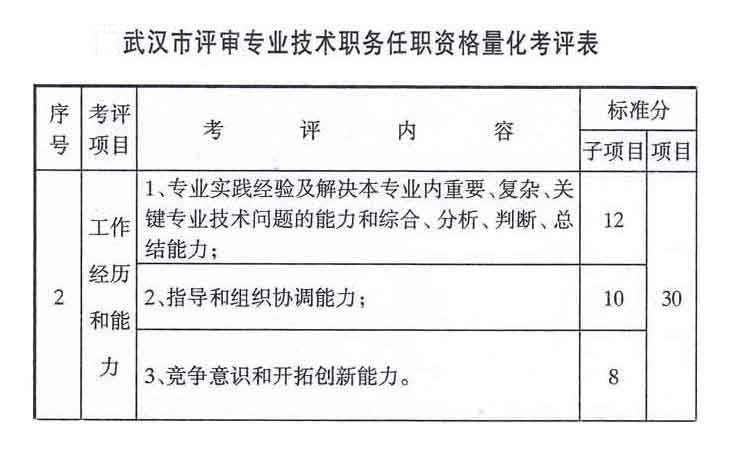 武汉市评审专业技术职务任职资格量化考评表
序号 考评项目 考评内容 标准分
子项目 项目
2 工作经历和能力
1、专业实践经验及解决本专业内重要、复杂、关
键专业技术问题的能力和综合、分析、判断、总
结能力；
12
2、指导和组织协调能力；
10
3、竞争意识和开拓创新能力。
8
30